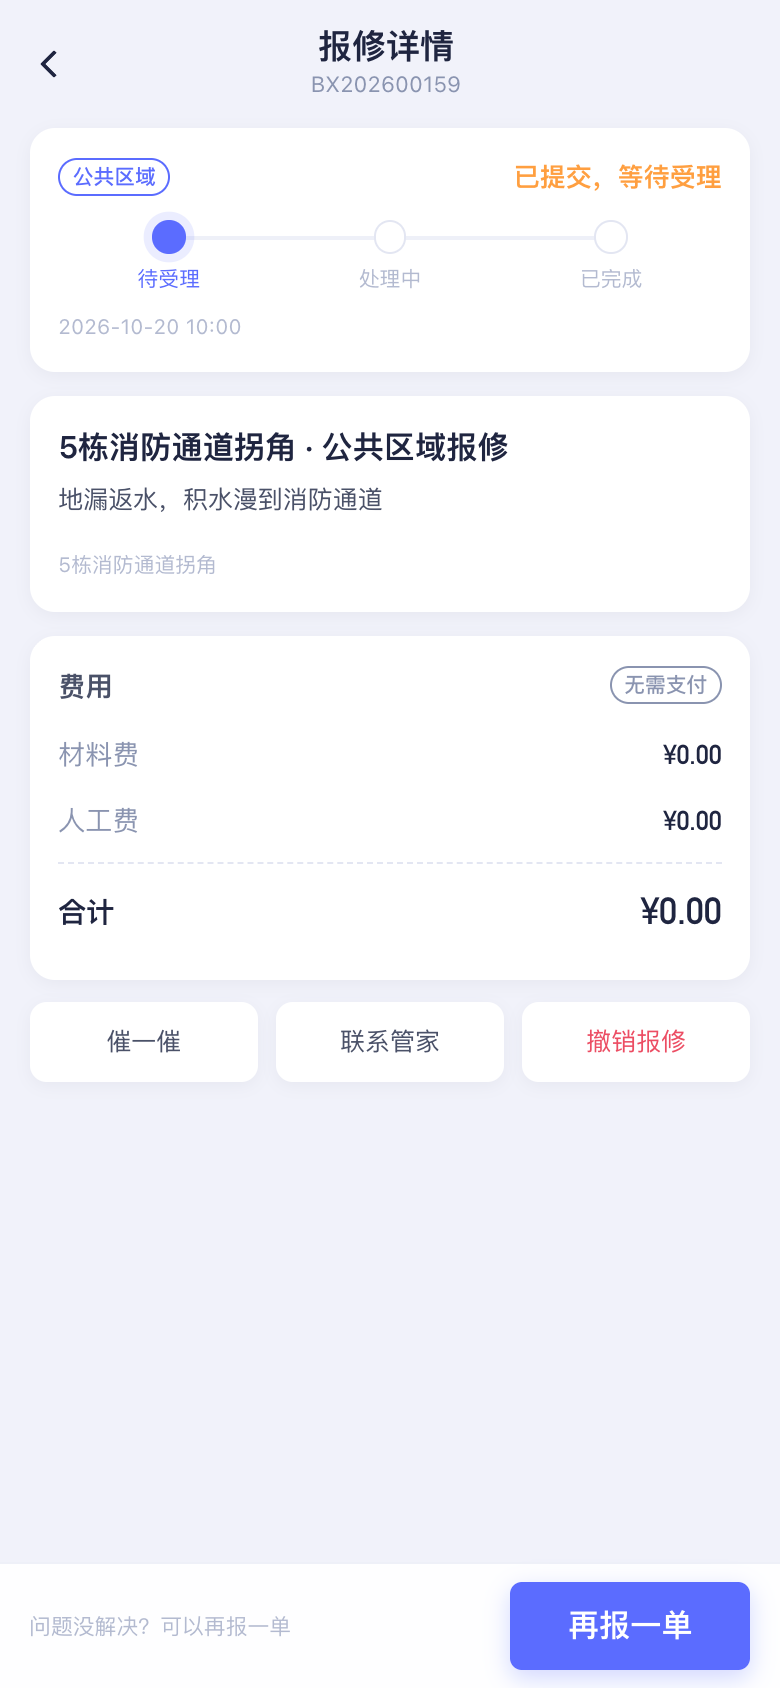 报修详情
BX202600159
公共区域
已提交，等待受理
待受理
处理中
已完成
2026-10-20 10:00
5栋消防通道拐角 · 公共区域报修
地漏返水，积水漫到消防通道
5栋消防通道拐角
费用
无需支付
材料费
¥0.00
人工费
¥0.00
合计
¥0.00
催一催
联系管家
撤销报修
问题没解决？可以再报一单
再报一单